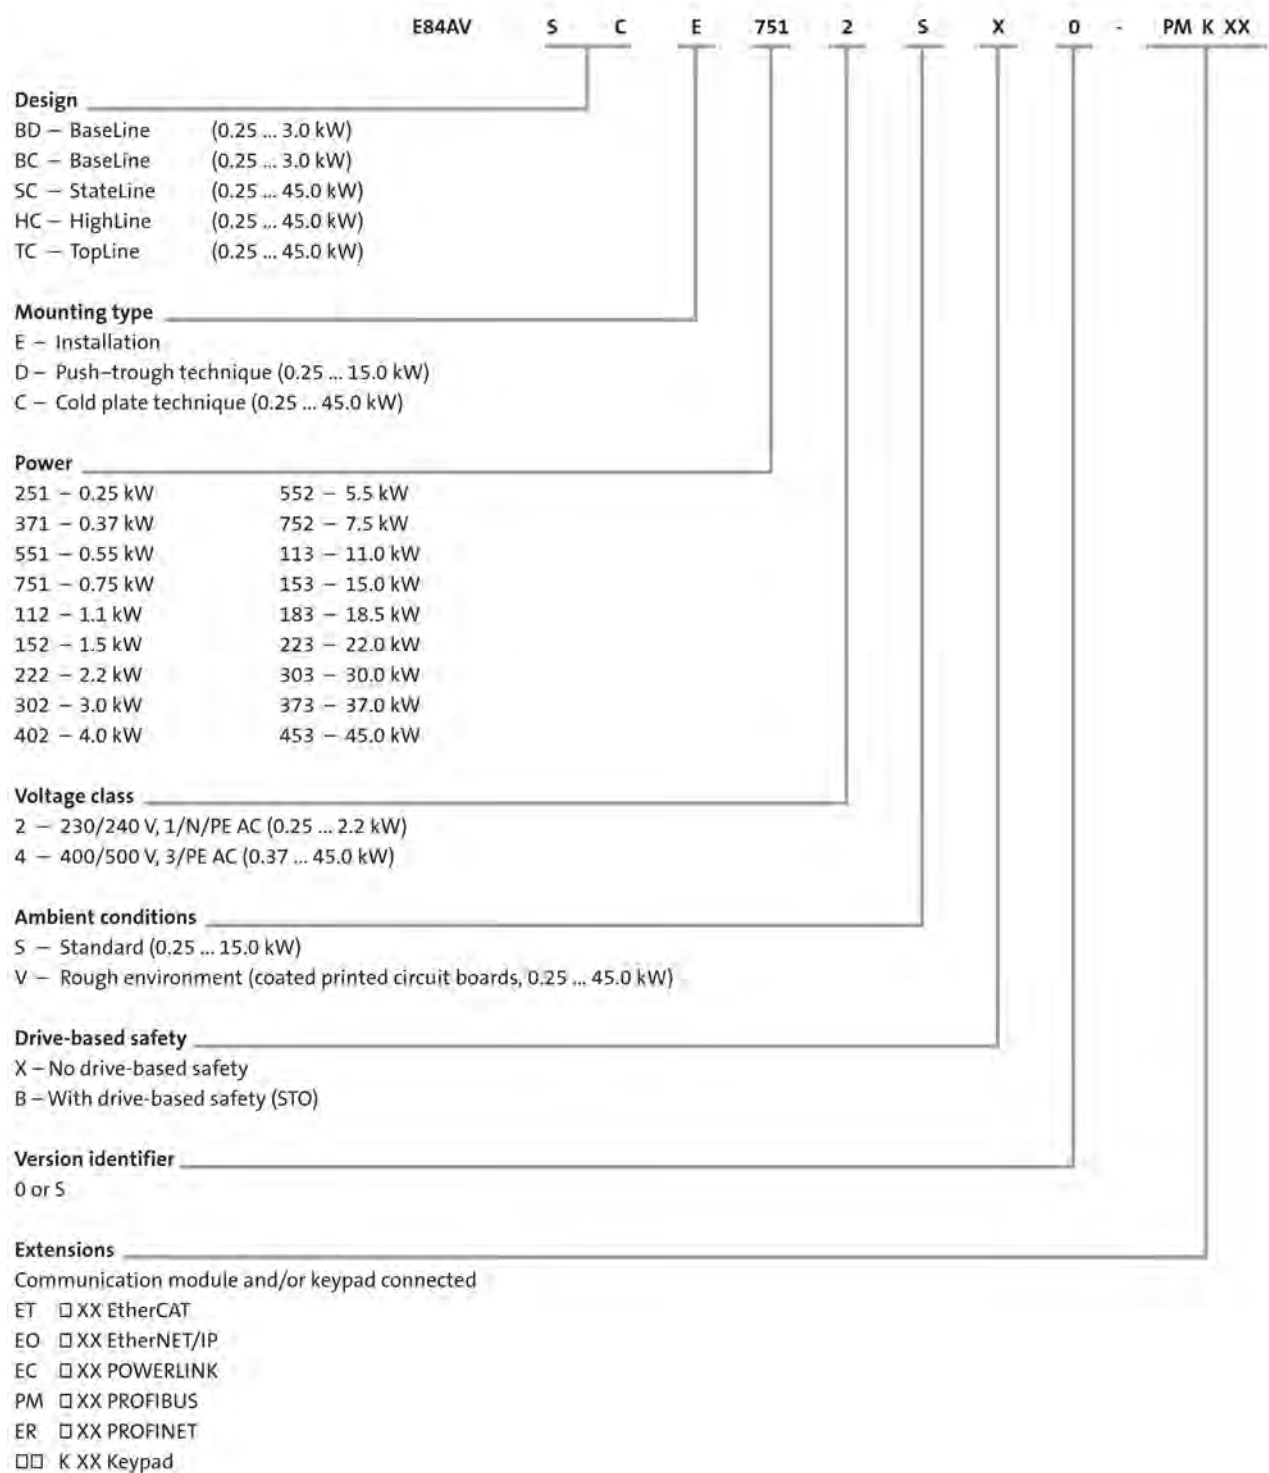 E84AV S C E 751 2 S X 0 - PM K XX
Design
BD – BaseLine (0.25 ... 3.0 kW)
BC – BaseLine (0.25 ... 3.0 kW)
SC – StateLine (0.25 ... 45.0 kW)
HC – HighLine (0.25 ... 45.0 kW)
TC – TopLine (0.25 ... 45.0 kW)
Mounting type
E – Installation
D – Push-trough technique (0.25 ... 15.0 kW)
C – Cold plate technique (0.25 ... 45.0 kW)
Power
251 – 0.25 kW 552 – 5.5 kW
371 – 0.37 kW 752 – 7.5 kW
551 – 0.55 kW 113 – 11.0 kW
751 – 0.75 kW 153 – 15.0 kW
112 – 1.1 kW 183 – 18.5 kW
152 – 1.5 kW 223 – 22.0 kW
222 – 2.2 kW 303 – 30.0 kW
302 – 3.0 kW 373 – 37.0 kW
402 – 4.0 kW 453 – 45.0 kW
Voltage class
2 – 230/240 V, 1/N/PE AC (0.25 ... 2.2 kW)
4 – 400/500 V, 3/PE AC (0.37 ... 45.0 kW)
Ambient conditions
S – Standard (0.25 ... 15.0 kW)
V – Rough environment (coated printed circuit boards, 0.25 ... 45.0 kW)
Drive-based safety
X – No drive-based safety
B – With drive-based safety (STO)
Version identifier
0 or S
Extensions
Communication module and/or keypad connected
ET □ XX EtherCAT
EO □ XX EtherNET/IP
EC □ XX POWERLINK
PM □ XX PROFIBUS
ER □ XX PROFINET
□□ K XX Keypad